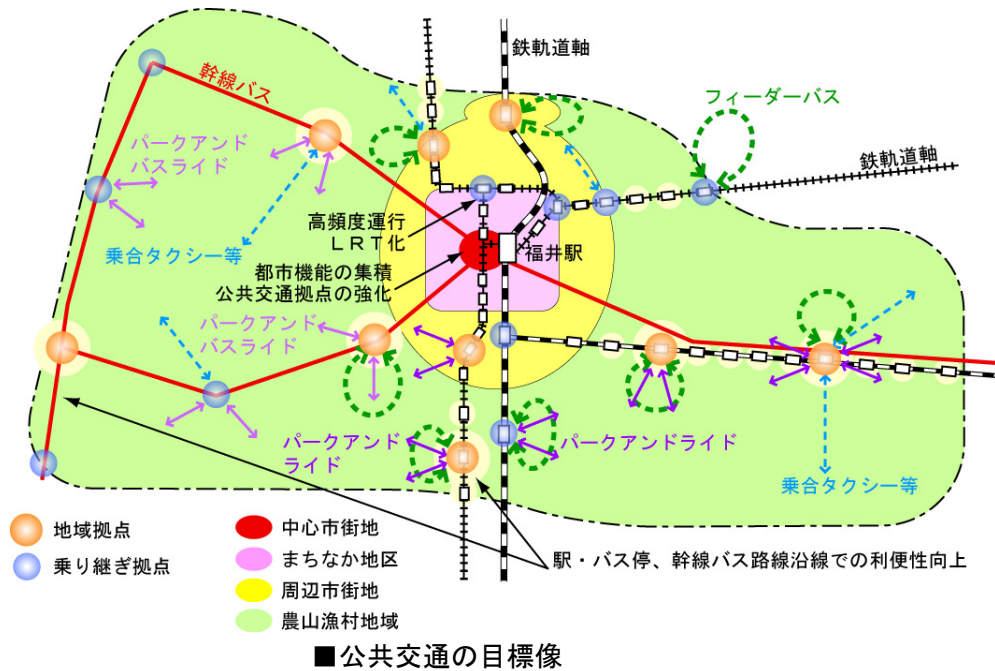 鉄軌道軸
幹線バス
フィーダーバス
パークアンド
バスライド
鉄軌道軸
高頻度運行
ＬＲＴ化
福井駅
乗合タクシー等
都市機能の集積
公共交通拠点の強化
パークアンド
バスライド
パークアンド
ライド
パークアンドライド
乗合タクシー等
地域拠点
乗り継ぎ拠点
中心市街地
まちなか地区
周辺市街地
農山漁村地域
駅・バス停、幹線バス路線沿線での利便性向上
■公共交通の目標像